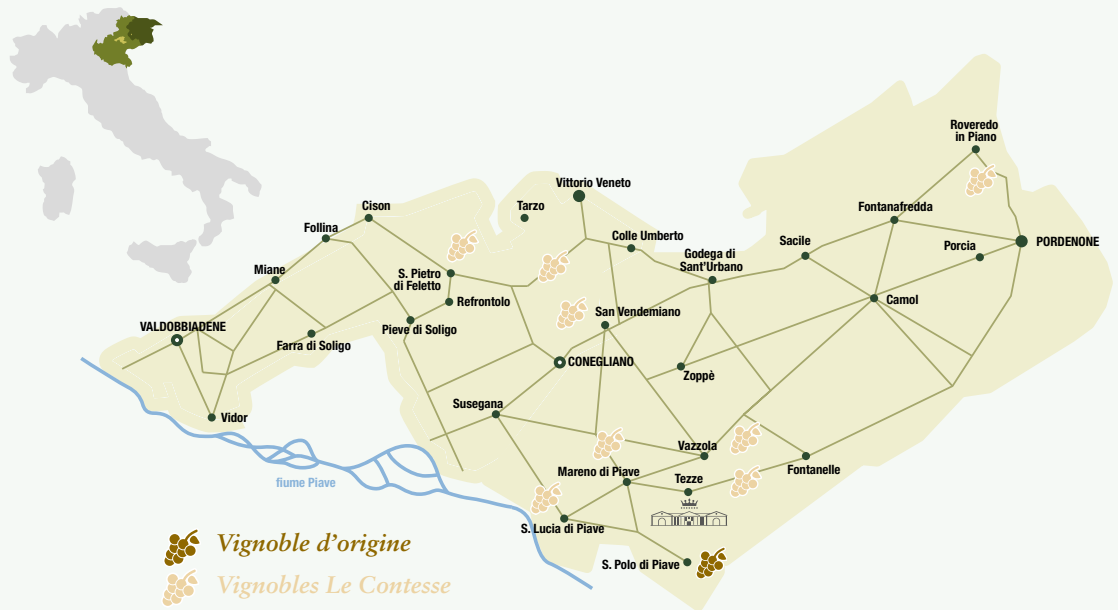 Roveredo
in Piano
Vittorio Veneto
Cison
Tarzo
Fontanafredda
Follina
Colle Umberto
Sacile
Porcia
PORDENONE
Godega di
Sant'Urbano
Miane
S. Pietro
di Feletto
Refrontolo
Camol
San Vendemiano
VALDOBBIADENE
Pieve di Soligo
Farra di Soligo
CONEGLIANO
Zoppè
Susegana
Vidor
Vazzola
Mareno di Piave
Tezze
Fontanelle
fiume Piave
S. Lucia di Piave
S. Polo di Piave
Vignoble d'origine
Vignobles Le Contesse